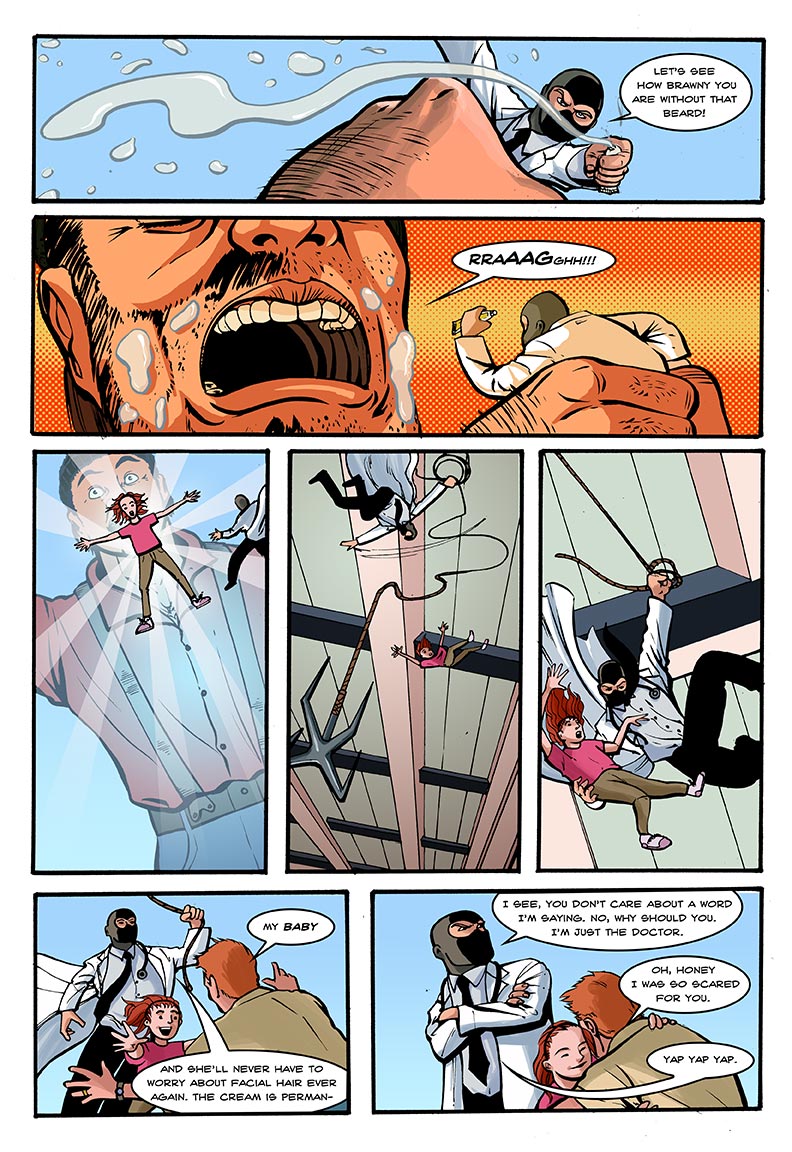 LET'S SEE
HOW BRAWNY YOU
ARE WITHOUT THAT
BEARD!
RRAAAGGHH!!!
MY BABY
AND SHE'LL NEVER HAVE TO
WORRY ABOUT FACIAL HAIR EVER
AGAIN. THE CREAM IS PERMAN-
I SEE, YOU DON'T CARE ABOUT A WORD
I'M SAYING. NO, WHY SHOULD YOU.
I'M JUST THE DOCTOR.
OH, HONEY
I WAS SO SCARED
FOR YOU.
YAP YAP YAP.